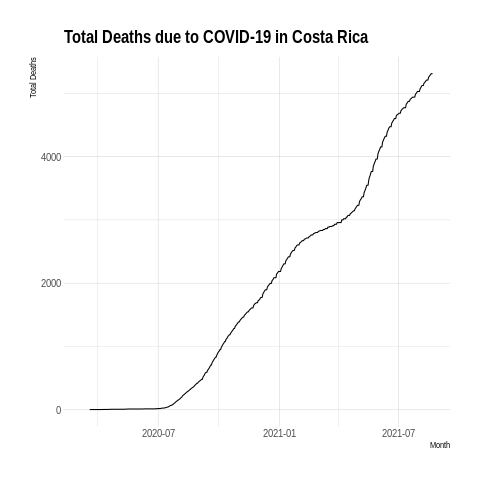 Total Deaths due to COVID-19 in Costa Rica
Total Deaths
4000
2000
0
2020-07
2021-01
2021-07
Month